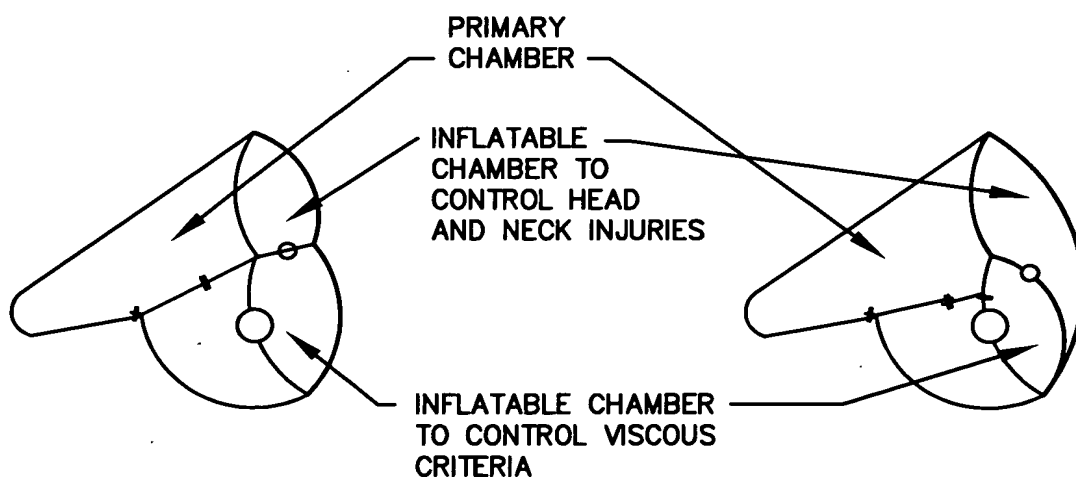 PRIMARY
CHAMBER
INFLATABLE
CHAMBER TO
CONTROL HEAD
AND NECK INJURIES
INFLATABLE CHAMBER
TO CONTROL VISCOUS
CRITERIA